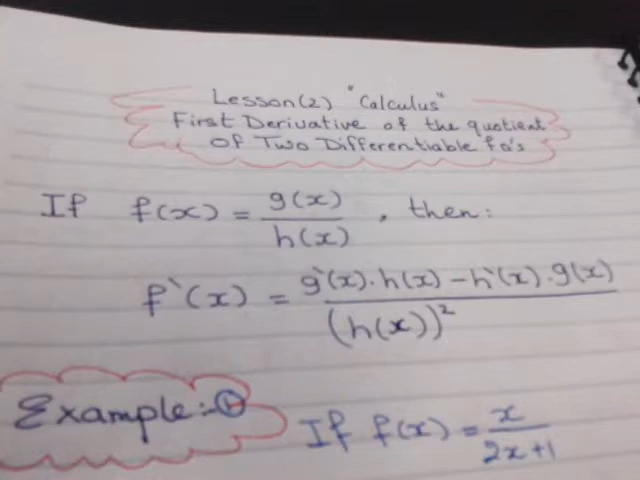 Lesson(2) "Calculus"
First Derivative of the quotient
Of Two Differentiable fo's
If f(x) = g(x)/h(x) , then:
f`(x) = g`(x).h(x) - h`(x).g(x)/(h(x))²
Example:- ①
If f(x) = x/2x+1